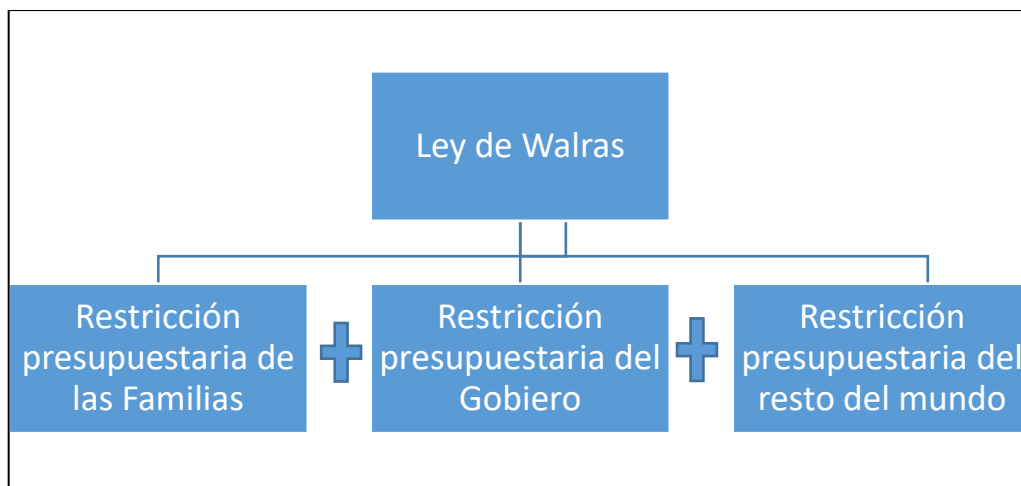 Ley de Walras
Restricción
presupuestaria de
las Familias
Restricción
presupuestaria del
Gobiero
Restricción
presupuestaria del
resto del mundo